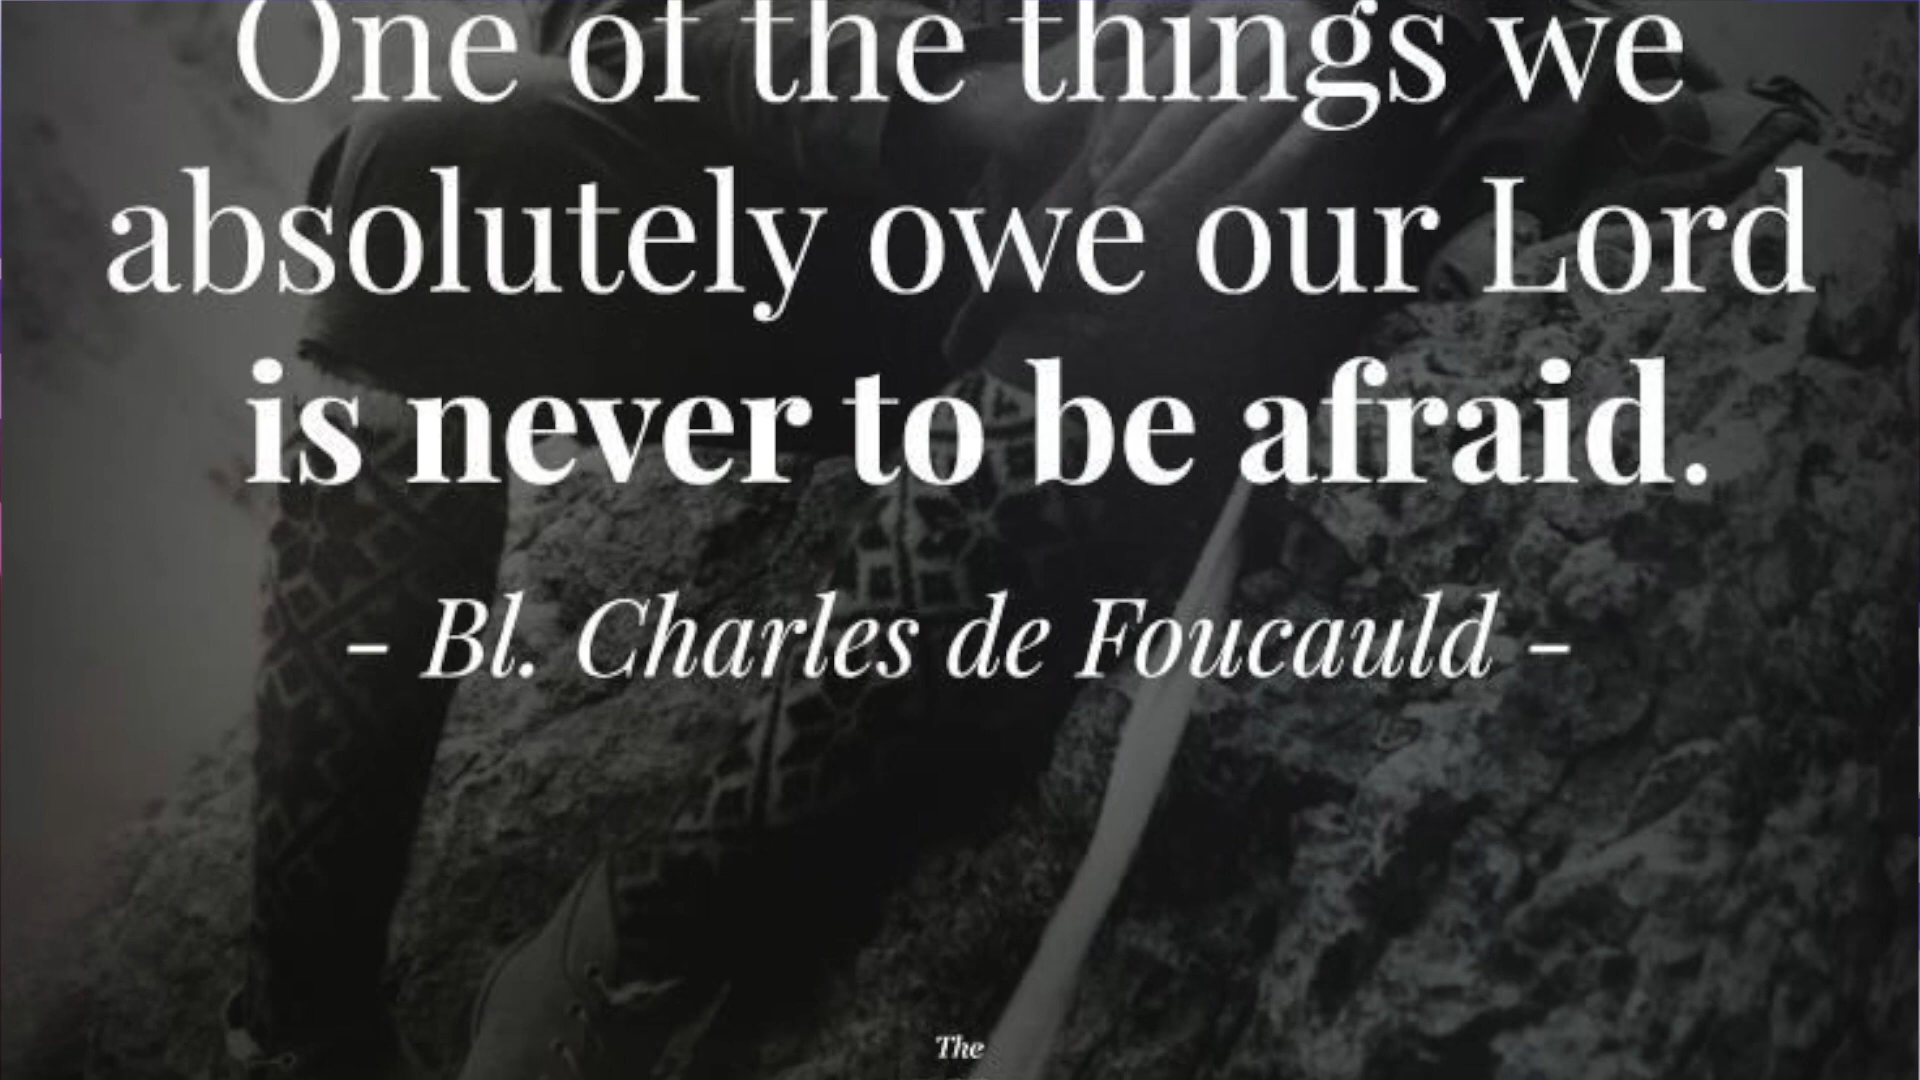 One of the things we
absolutely owe our Lord
is never to be afraid.
– Bl. Charles de Foucauld –
The